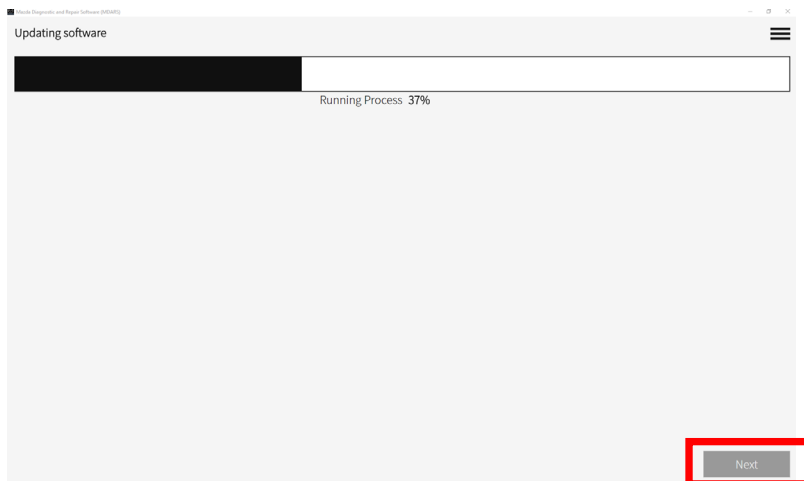 Mazda Diagnostic and Repair Software (MDARS)
Updating software
Running Process 37%
Next